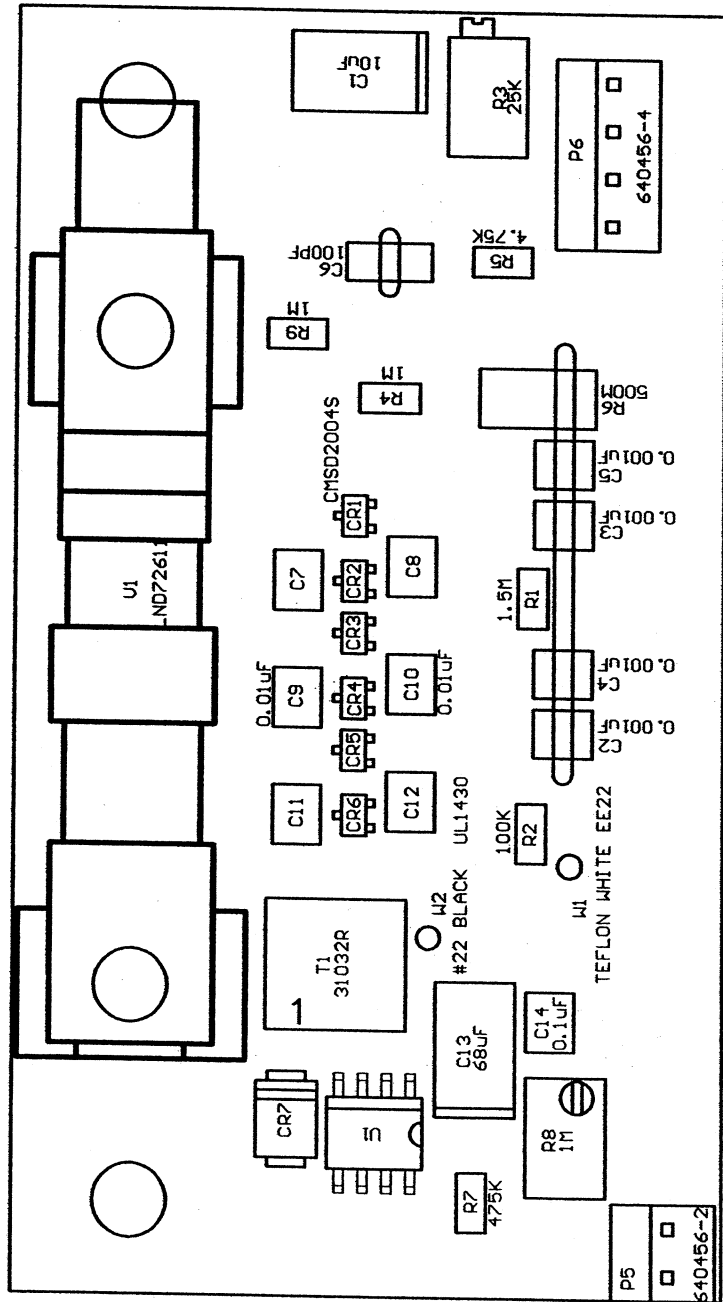 C1
10uF
R3
25K
P6
640456-4
C6
100PF
R5
4.75K
R9
1M
R4
1M
R6
500M
CMSD2004S
C5
0.001uF
CR1
C3
0.001uF
U1
LND72611
C7
CR2
C8
R1
1.5M
CR3
C9
0.01uF
CR4
C10
0.01uF
C4
0.001uF
CR5
C2
0.001uF
C11
CR6
C12
UL1430
R2
100K
W2
#22 BLACK
W1
TEFLON WHITE EE22
T1
31032R
1
C13
68uF
C14
0.1uF
CR7
U1
R8
1M
R7
475K
P5
640456-2